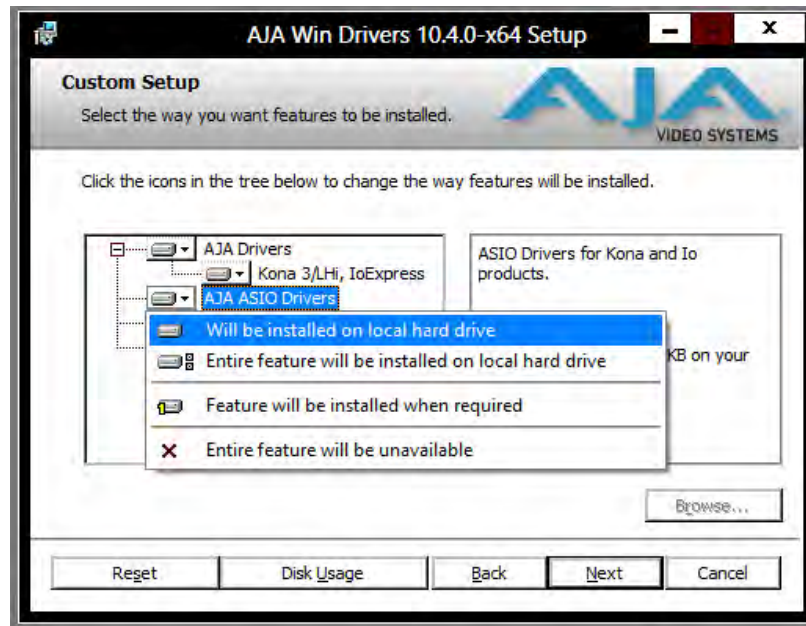 AJA Win Drivers 10.4.0-x64 Setup
Custom Setup
Select the way you want features to be installed.
AJA
VIDEO SYSTEMS
Click the icons in the tree below to change the way features will be installed.
AJA Drivers
Kona 3/LHi, IoExpress
AJA ASIO Drivers
ASIO Drivers for Kona and Io
products.
Will be installed on local hard drive
Entire feature will be installed on local hard drive
KB on your
Feature will be installed when required
Entire feature will be unavailable
Browse...
Reset
Disk Usage
Back
Next
Cancel